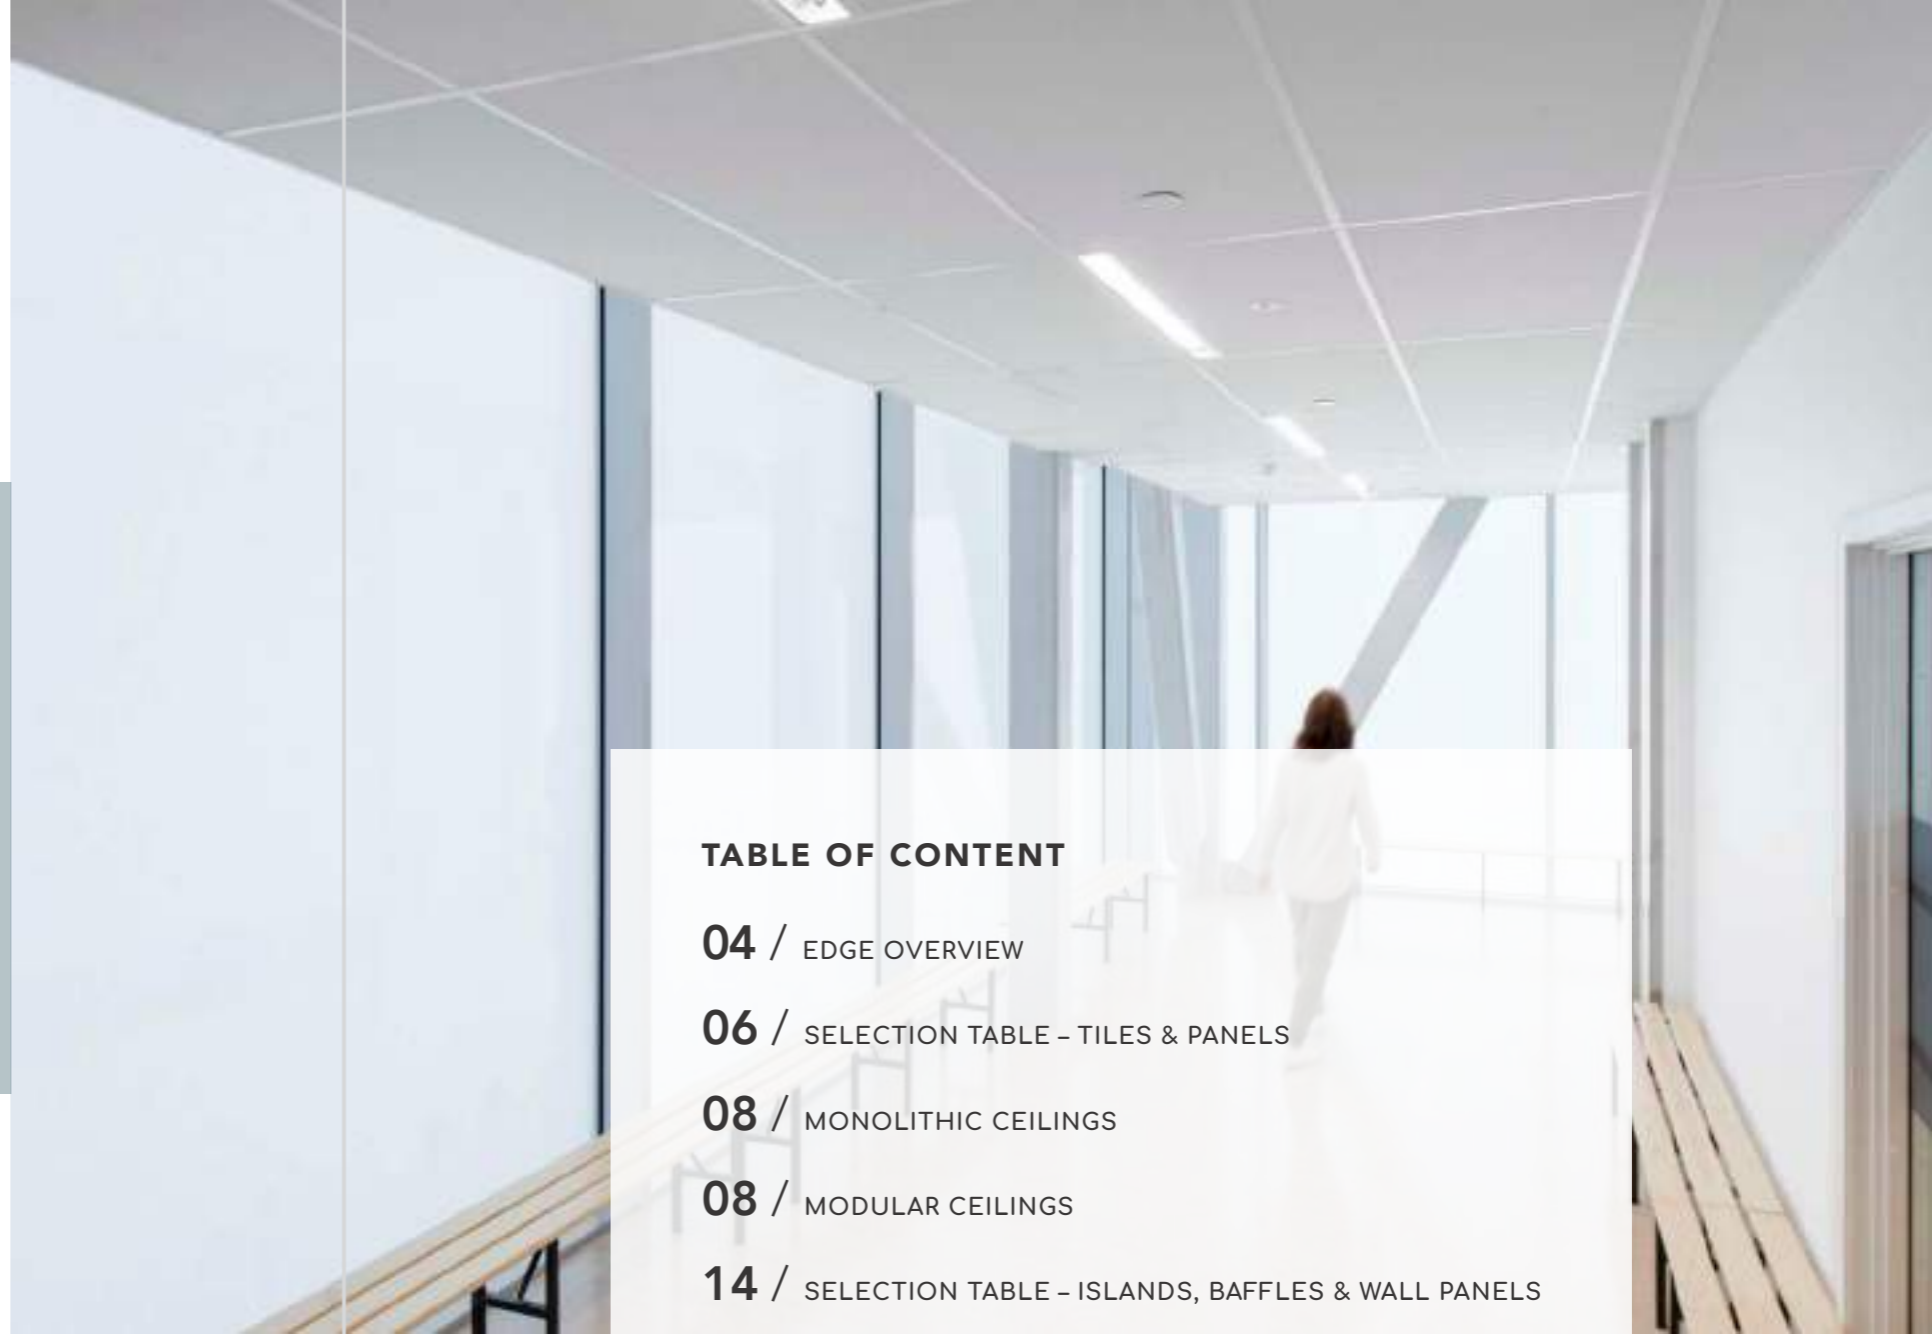 TABLE OF CONTENT
04 / EDGE OVERVIEW
06 / SELECTION TABLE – TILES & PANELS
08 / MONOLITHIC CEILINGS
08 / MODULAR CEILINGS
14 / SELECTION TABLE – ISLANDS, BAFFLES & WALL PANELS